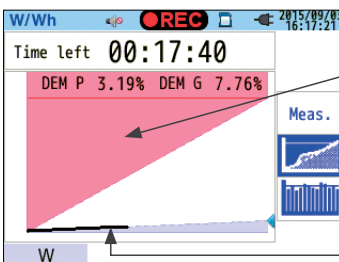 W/Wh REC 2015/09/03
16:17:21
Time left 00:17:40
DEM P 3.19% DEM G 7.76%
Meas.
W